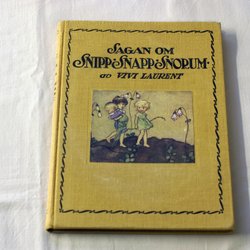 SAGAN OM
SNIPP·SNAPP·SNORUM·
av VIVI LAURENT